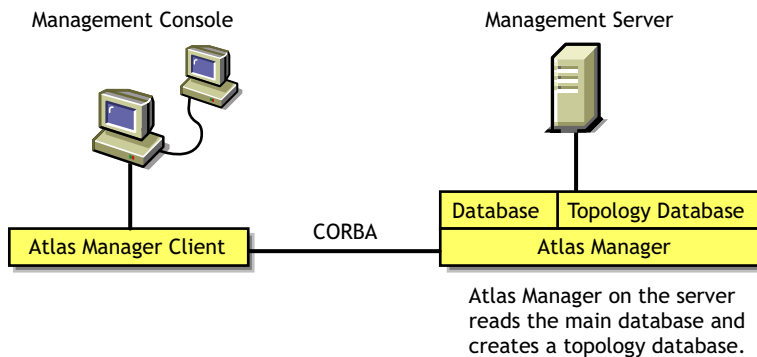 Management Console
Management Server
Database
Topology Database
Atlas Manager Client
CORBA
Atlas Manager
Atlas Manager on the server
reads the main database and
creates a topology database.